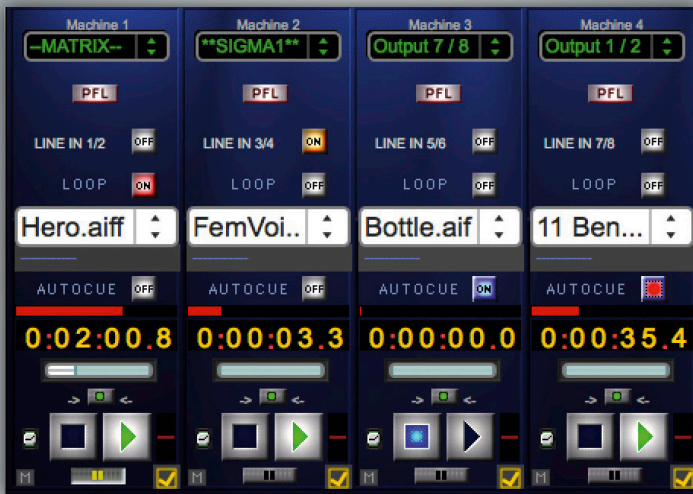 Machine 1
--MATRIX--
PFL
LINE IN 1/2 OFF
LOOP ON
Hero.aiff
AUTOCUE OFF
0:02:00.8
-> <-
M
Machine 2
**SIGMA1**
PFL
LINE IN 3/4 ON
LOOP OFF
FemVoi..
AUTOCUE OFF
0:00:03.3
-> <-
M
Machine 3
Output 7 / 8
PFL
LINE IN 5/6 OFF
LOOP OFF
Bottle.aif
AUTOCUE ON
0:00:00.0
-> <-
M
Machine 4
Output 1 / 2
PFL
LINE IN 7/8 OFF
LOOP OFF
11 Ben...
AUTOCUE
0:00:35.4
-> <-
M